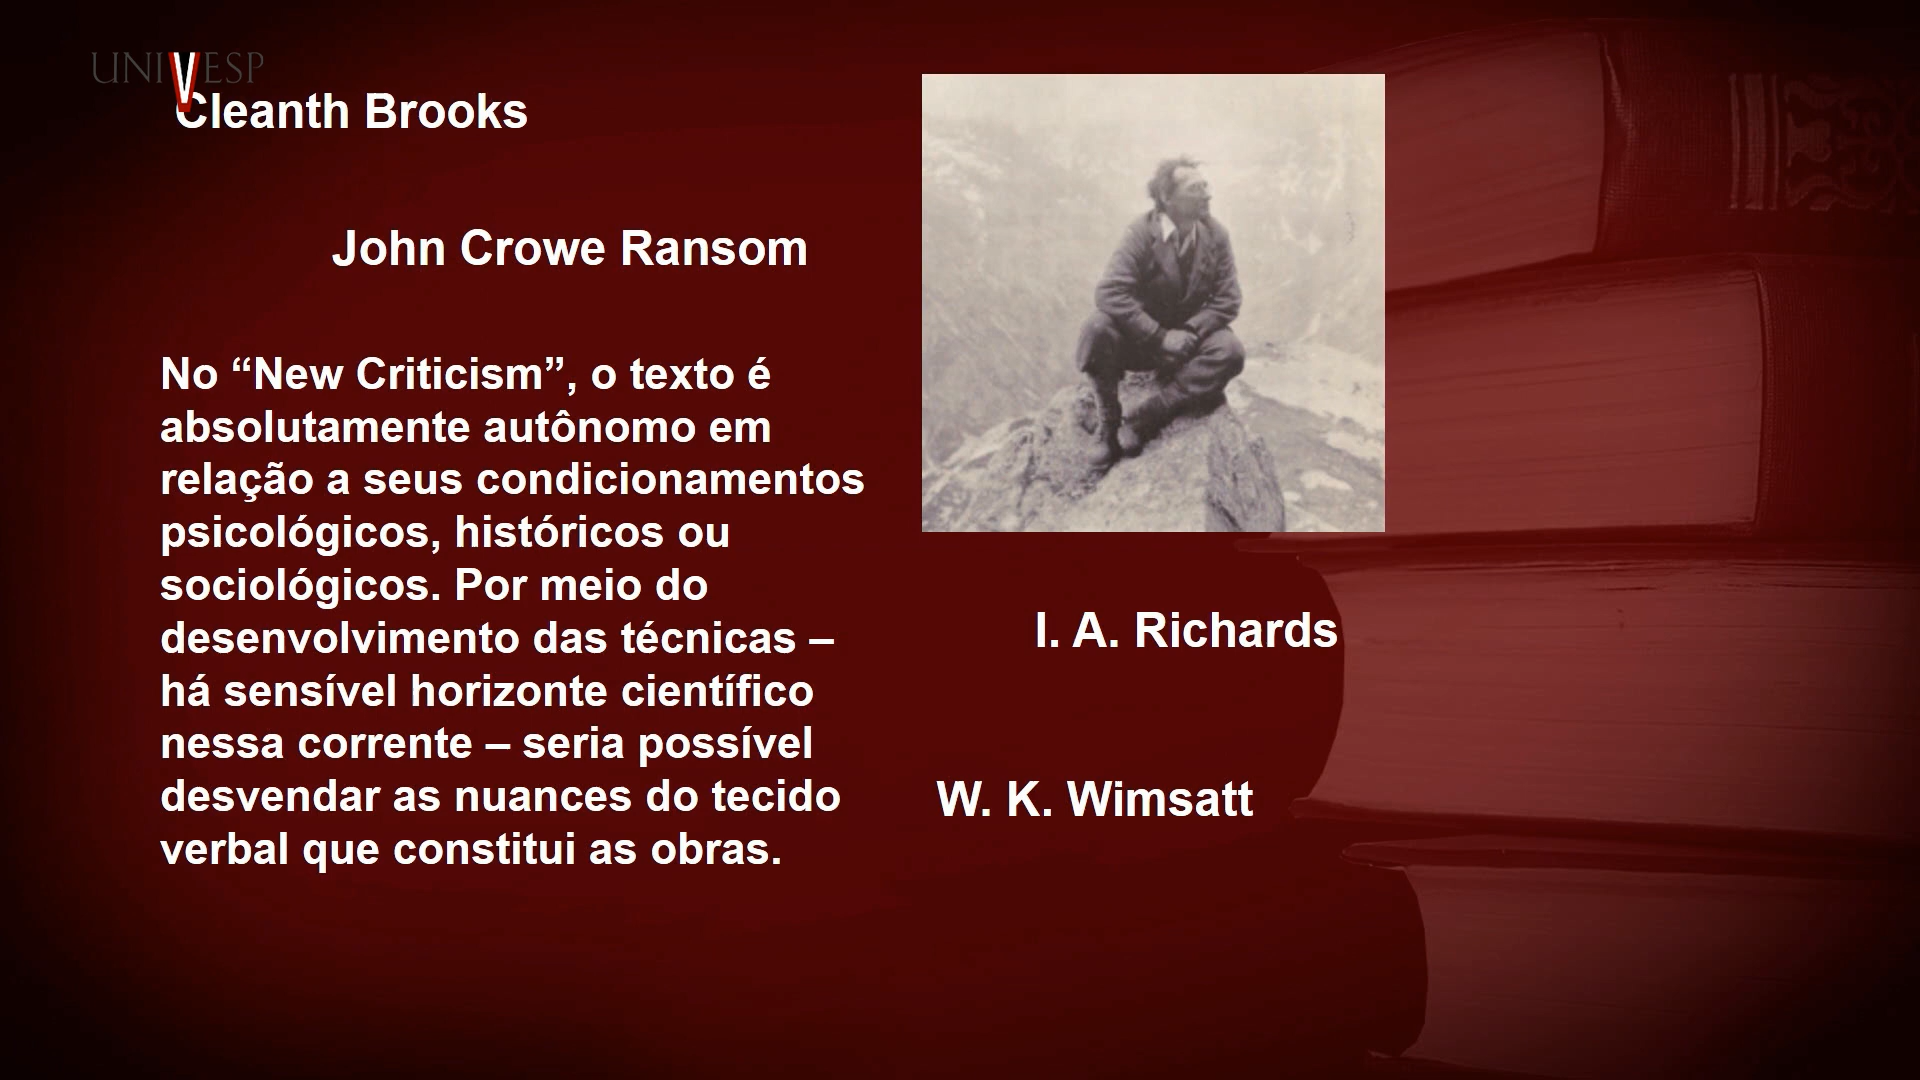 UNIVESP
Cleanth Brooks
John Crowe Ransom
No “New Criticism”, o texto é
absolutamente autônomo em
relação a seus condicionamentos
psicológicos, históricos ou
sociológicos. Por meio do
desenvolvimento das técnicas –
há sensível horizonte científico
nessa corrente – seria possível
desvendar as nuances do tecido
verbal que constitui as obras.
I. A. Richards
W. K. Wimsatt